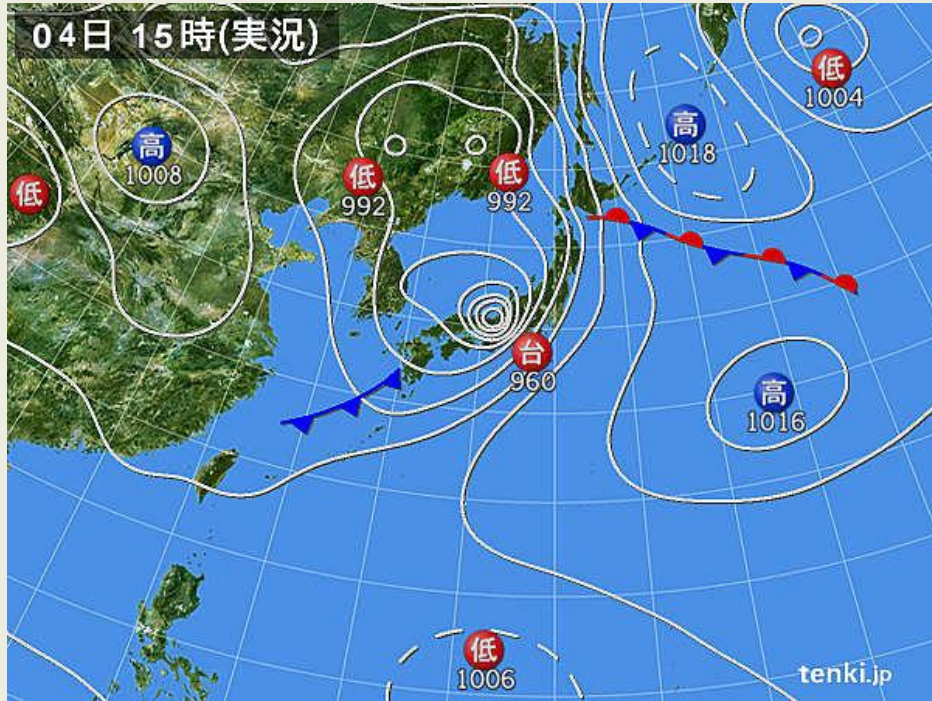 04日 15時(実況)
低
1004
高
1018
高
1008
低
低
992
低
992
台
960
高
1016
低
1006
tenki.jp